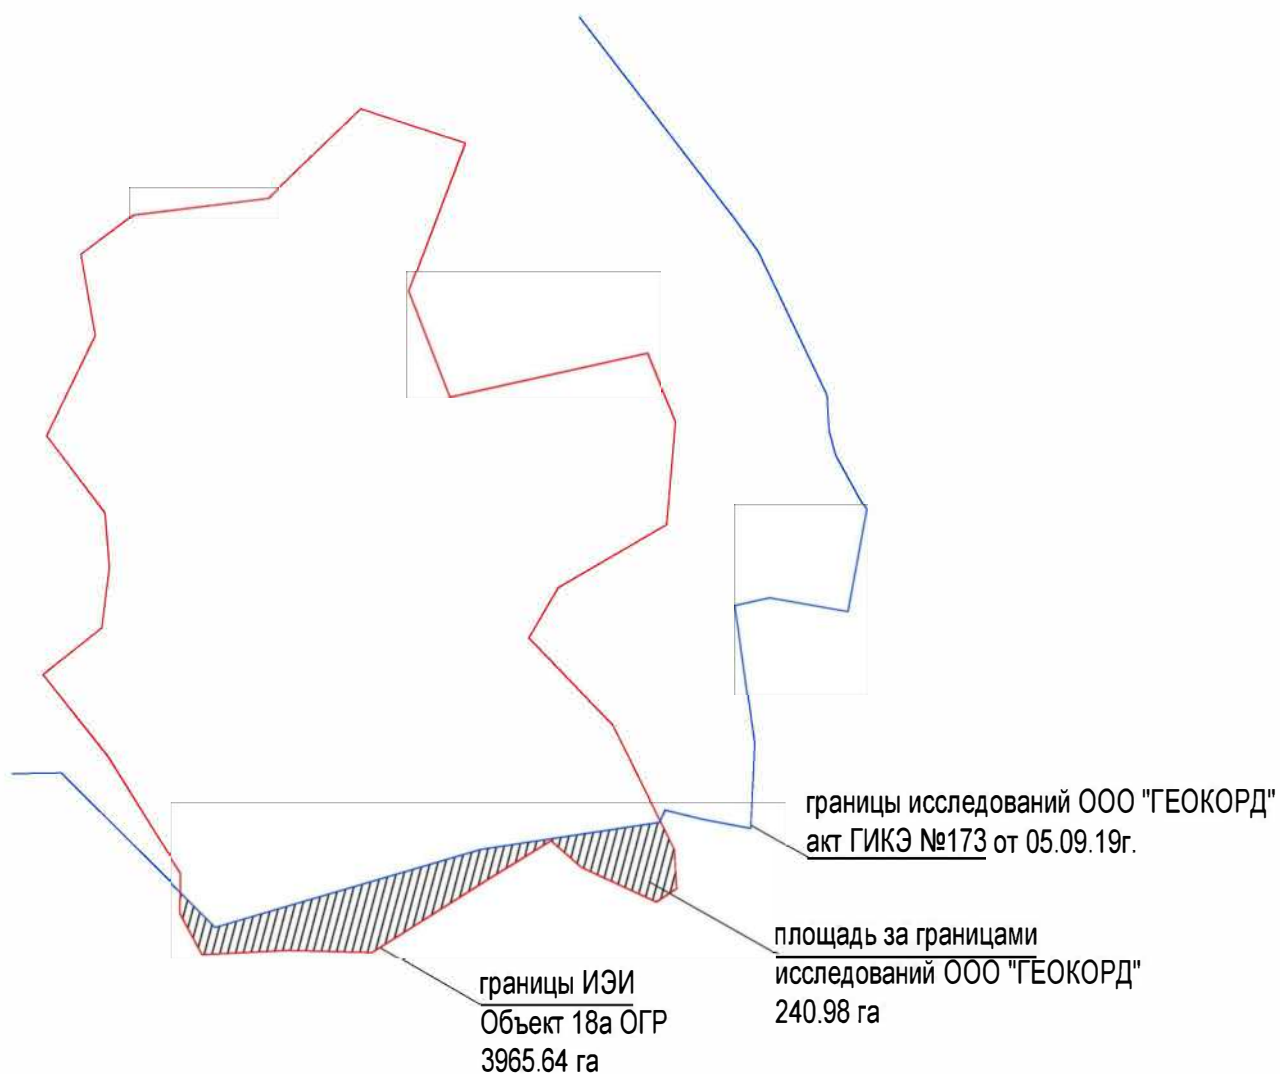 границы исследований ООО "ГЕОКОРД"
акт ГИКЭ №173 от 05.09.19г.
площадь за границами
исследований ООО "ГЕОКОРД"
240.98 га
границы ИЭИ
Объект 18а ОГР
3965.64 га